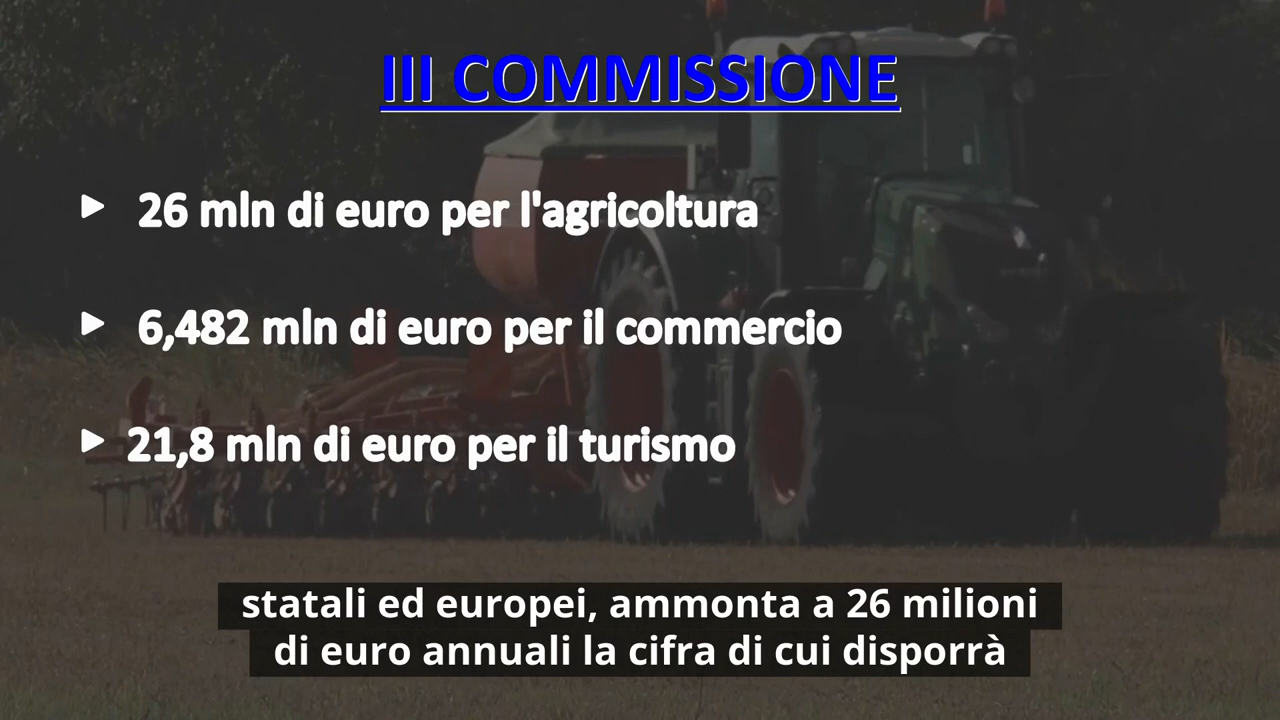 III COMMISSIONE
26 mln di euro per l'agricoltura
6,482 mln di euro per il commercio
21,8 mln di euro per il turismo
statali ed europei, ammonta a 26 milioni
di euro annuali la cifra di cui disporrà